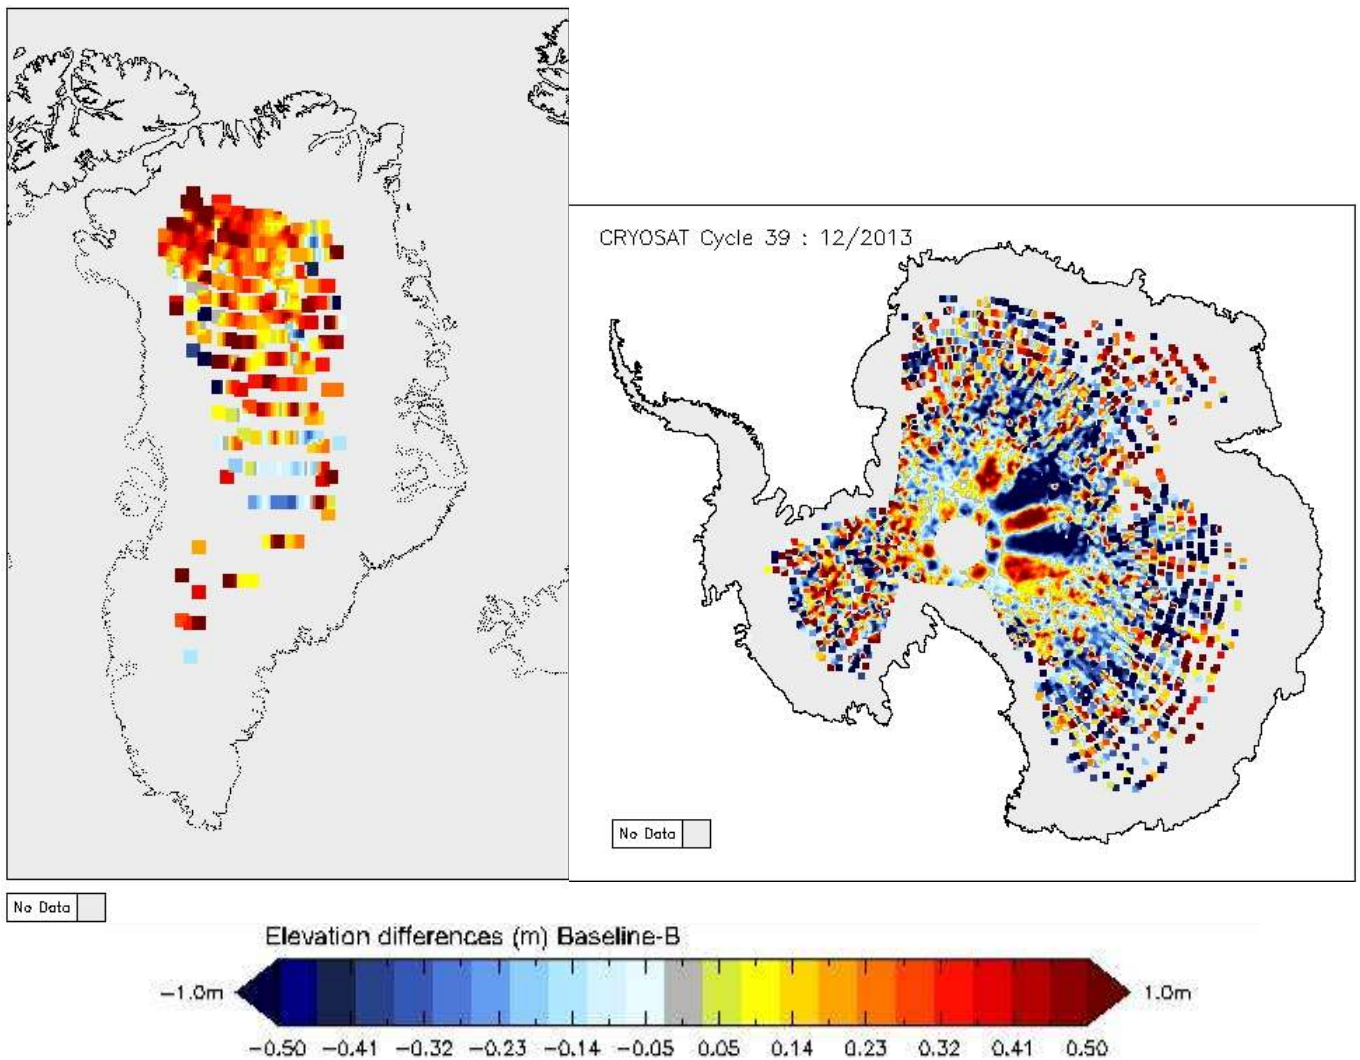 CRYOSAT Cycle 39 : 12/2013
No Data
No Data
Elevation differences (m) Baseline-B
-1.0m
1.0m
-0.50 -0.41 -0.32 -0.23 -0.14 -0.05 0.05 0.14 0.23 0.32 0.41 0.50